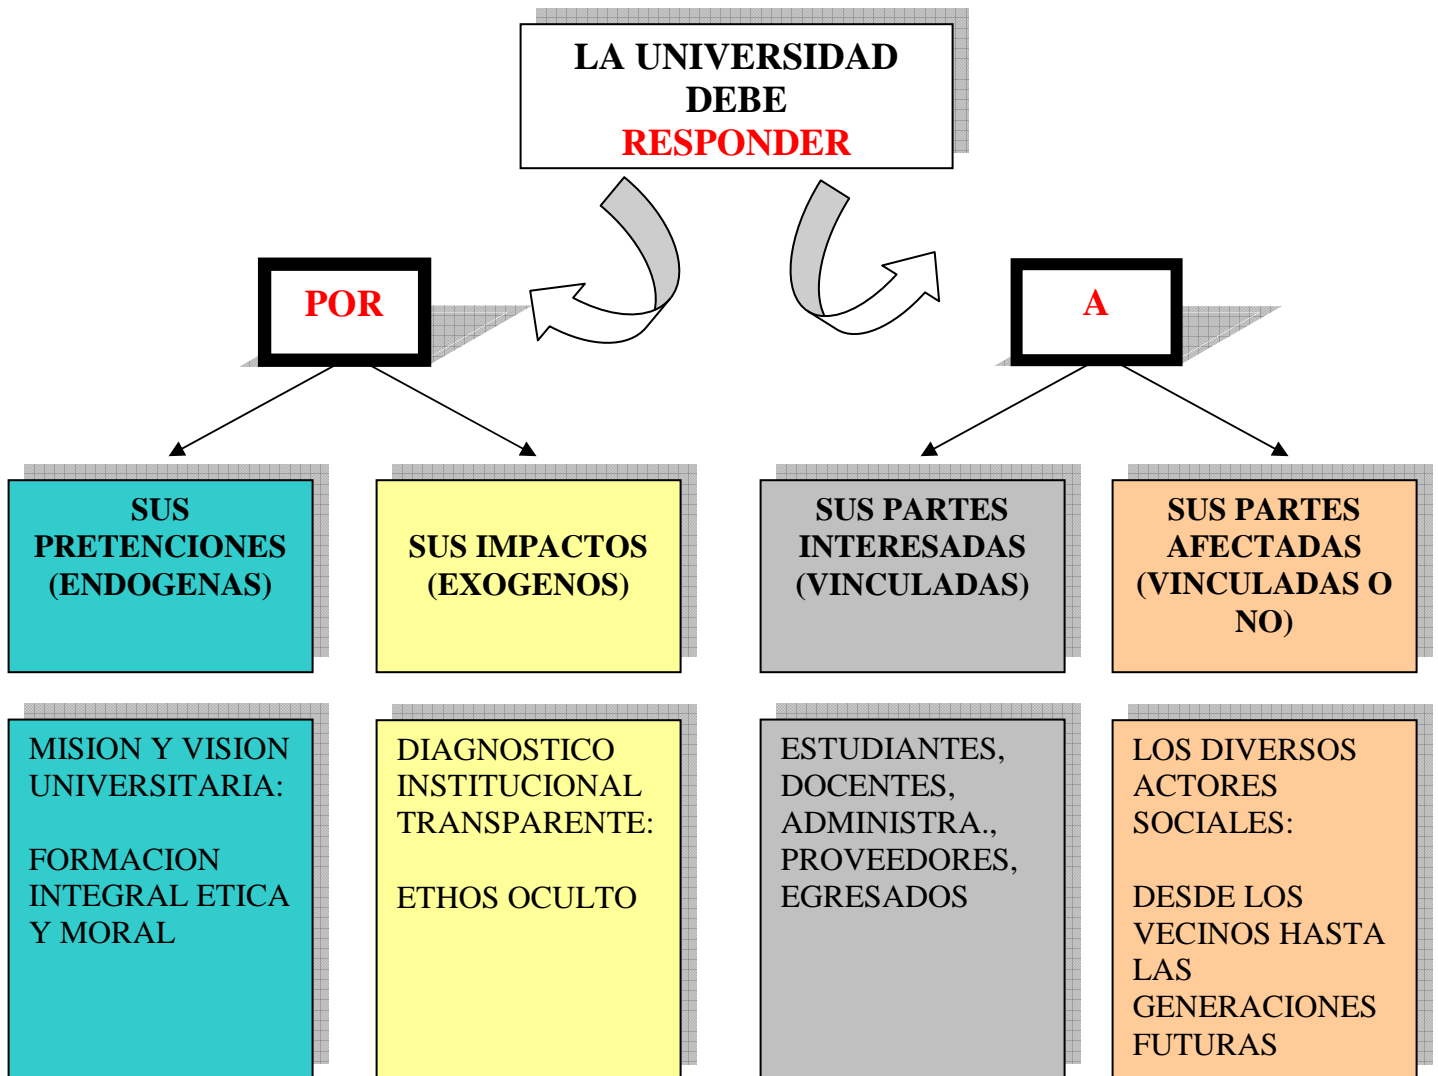 LA UNIVERSIDAD
DEBE
RESPONDER
POR
A
SUS
PRETENCIONES
(ENDOGENAS)
SUS IMPACTOS
(EXOGENOS)
SUS PARTES
INTERESADAS
(VINCULADAS)
SUS PARTES
AFECTADAS
(VINCULADAS O
NO)
MISION Y VISION
UNIVERSITARIA:
FORMACION
INTEGRAL ETICA
Y MORAL
DIAGNOSTICO
INSTITUCIONAL
TRANSPARENTE:
ETHOS OCULTO
ESTUDIANTES,
DOCENTES,
ADMINISTRA.,
PROVEEDORES,
EGRESADOS
LOS DIVERSOS
ACTORES
SOCIALES:
DESDE LOS
VECINOS HASTA
LAS
GENERACIONES
FUTURAS